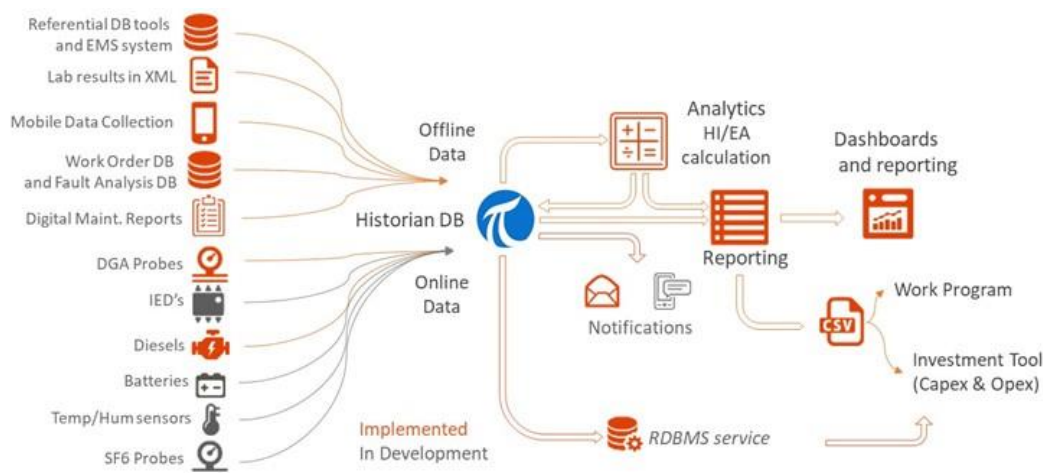 Referential DB tools
and EMS system
Lab results in XML
Mobile Data Collection
Work Order DB
and Fault Analysis DB
Digital Maint. Reports
DGA Probes
IED's
Diesels
Batteries
Temp/Hum sensors
SF6 Probes
Offline
Data
Historian DB
Online
Data
Implemented
In Development
Analytics
HI/EA
calculation
Notifications
Reporting
Dashboards
and reporting
CSV
Work Program
Investment Tool
(Capex & Opex)
RDBMS service